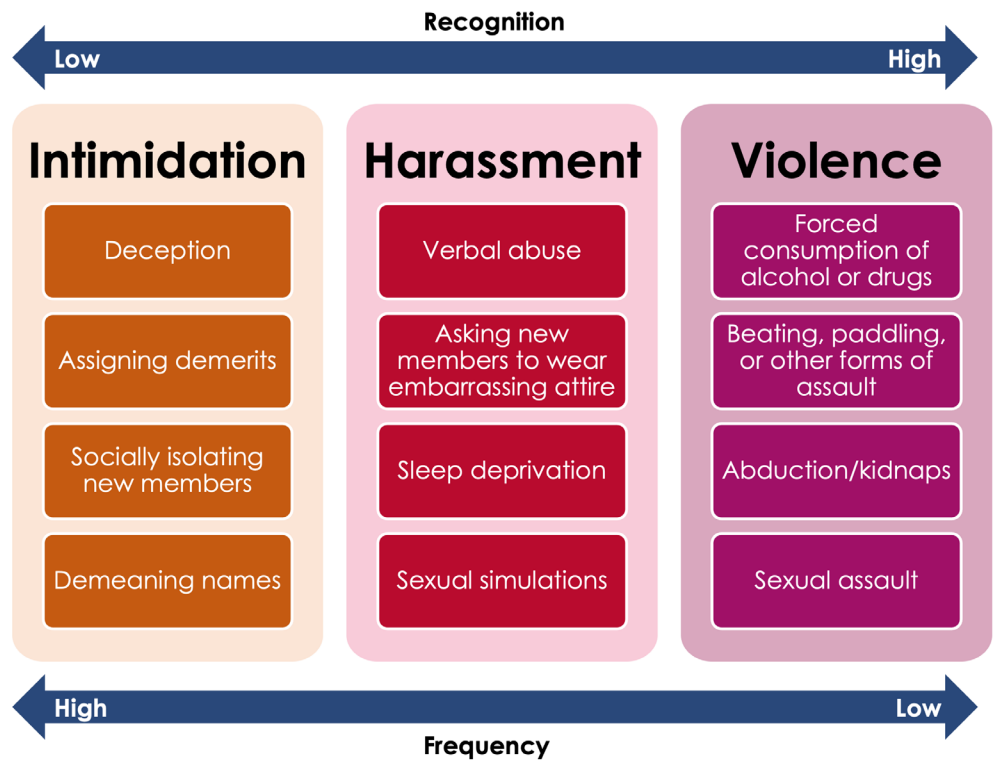 Recognition
Low
High
Intimidation
Deception
Assigning demerits
Socially isolating
new members
Demeaning names
Harassment
Verbal abuse
Asking new
members to wear
embarrassing attire
Sleep deprivation
Sexual simulations
Violence
Forced
consumption of
alcohol or drugs
Beating, paddling,
or other forms of
assault
Abduction/kidnaps
Sexual assault
High
Low
Frequency